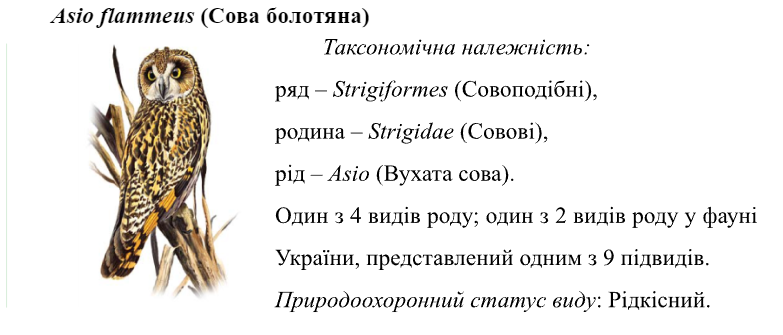 Asio flammeus (Сова болотяна)
Таксономічна належність:
ряд – Strigiformes (Совоподібні),
родина – Strigidae (Совові),
рід – Asio (Вухата сова).
Один з 4 видів роду; один з 2 видів роду у фауні
України, представлений одним з 9 підвидів.
Природоохоронний статус виду: Рідкісний.